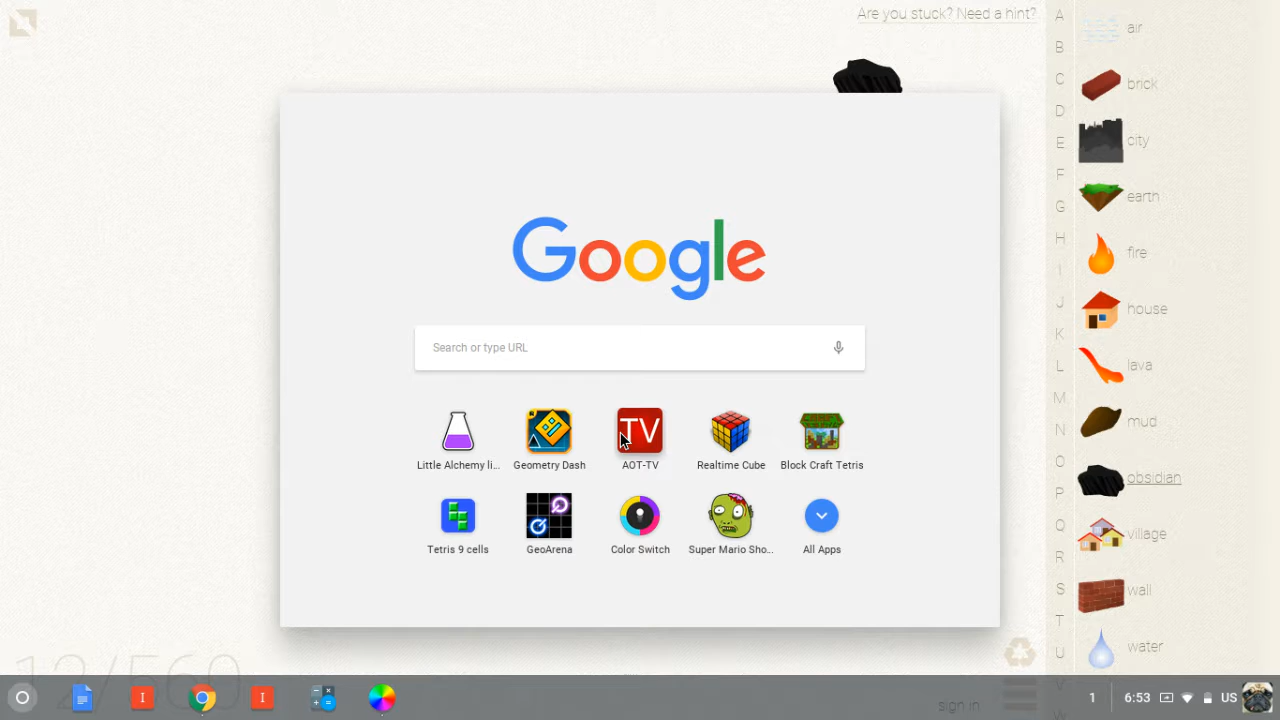 Are you stuck? Need a hint?
A
B
C
D
E
F
G
H
I
J
K
L
M
N
O
P
Q
R
S
T
U
V
W
air
brick
city
earth
fire
house
lava
mud
obsidian
village
wall
water
Google
Search or type URL
TV
Little Alchemy li...
Geometry Dash
AOT-TV
Realtime Cube
Block Craft Tetris
Tetris 9 cells
GeoArena
Color Switch
Super Mario Sho...
All Apps
12/560
sign in
I
I
1
6:53
US